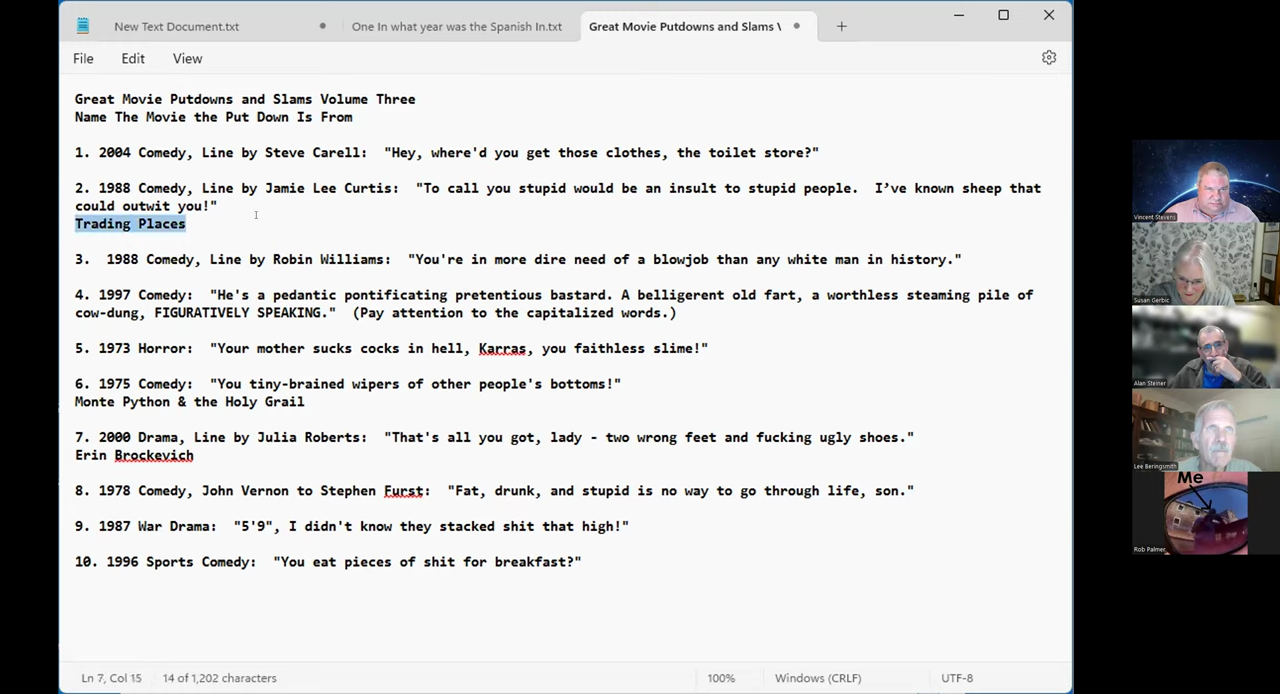 New Text Document.txt
One In what year was the Spanish In.txt
Great Movie Putdowns and Slams V
File Edit View
Great Movie Putdowns and Slams Volume Three
Name The Movie the Put Down Is From
1. 2004 Comedy, Line by Steve Carell:  "Hey, where'd you get those clothes, the toilet store?"
2. 1988 Comedy, Line by Jamie Lee Curtis:  "To call you stupid would be an insult to stupid people.  I’ve known sheep that
could outwit you!"
Trading Places
3.  1988 Comedy, Line by Robin Williams:  "You're in more dire need of a blowjob than any white man in history."
4. 1997 Comedy:  "He's a pedantic pontificating pretentious bastard. A belligerent old fart, a worthless steaming pile of
cow-dung, FIGURATIVELY SPEAKING."  (Pay attention to the capitalized words.)
5. 1973 Horror:  "Your mother sucks cocks in hell, Karras, you faithless slime!"
6. 1975 Comedy:  "You tiny-brained wipers of other people's bottoms!"
Monte Python & the Holy Grail
7. 2000 Drama, Line by Julia Roberts:  "That's all you got, lady - two wrong feet and fucking ugly shoes."
Erin Brockevich
8. 1978 Comedy, John Vernon to Stephen Furst:  "Fat, drunk, and stupid is no way to go through life, son."
9. 1987 War Drama:  "5'9", I didn't know they stacked shit that high!"
10. 1996 Sports Comedy:  "You eat pieces of shit for breakfast?"
Ln 7, Col 15 14 of 1,202 characters 100% Windows (CRLF) UTF-8
Vincent Stevens
Susan Gerbic
Alan Steiner
Lee Beringsmith
Me
Rob Palmer